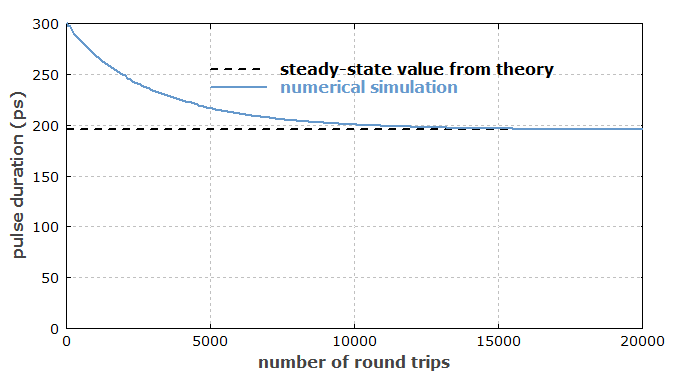 300
250
200
150
100
50
0
pulse duration (ps)
steady-state value from theory
numerical simulation
0 5000 10000 15000 20000
number of round trips